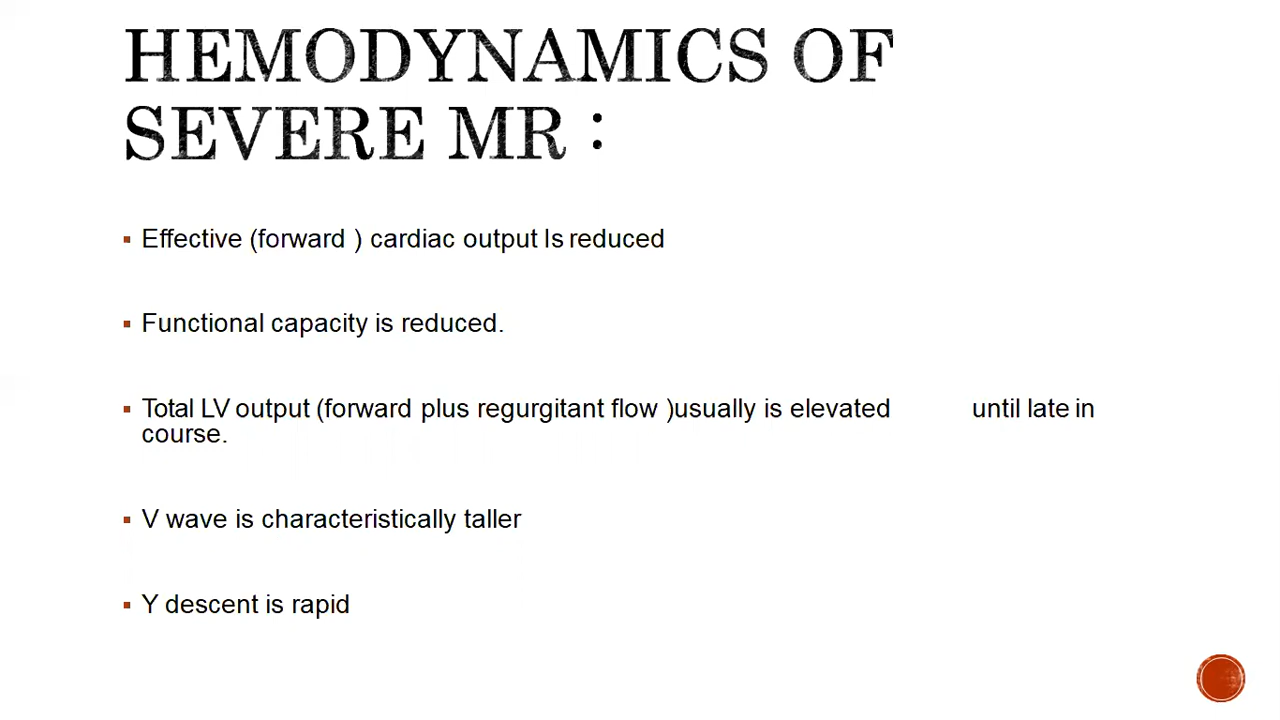 HEMODYNAMICS OF
SEVERE MR :
▪ Effective (forward ) cardiac output Is reduced
▪ Functional capacity is reduced.
▪ Total LV output (forward plus regurgitant flow )usually is elevated until late in
course.
▪ V wave is characteristically taller
▪ Y descent is rapid